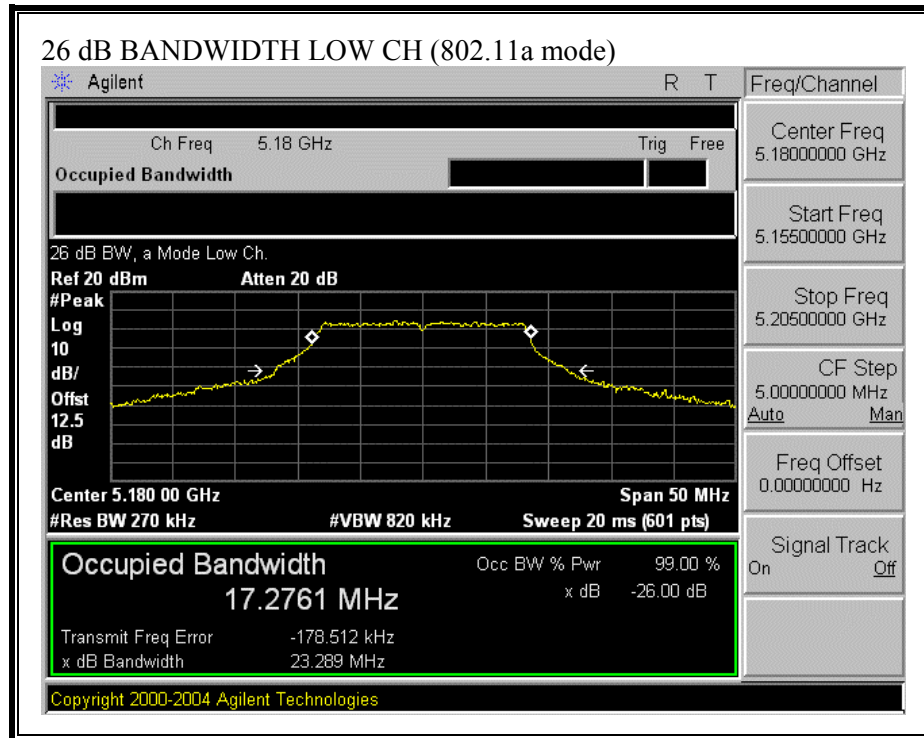 26 dB BANDWIDTH LOW CH (802.11a mode)
Agilent R T Freq/Channel
Ch Freq 5.18 GHz Trig Free
Occupied Bandwidth
Center Freq
5.18000000 GHz
Start Freq
5.15500000 GHz
Stop Freq
5.20500000 GHz
CF Step
5.00000000 MHz
Auto Man
Freq Offset
0.00000000 Hz
Signal Track
On Off
26 dB BW, a Mode Low Ch.
Ref 20 dBm Atten 20 dB
#Peak
Log
10
dB/
Offst
12.5
dB
Center 5.180 00 GHz Span 50 MHz
#Res BW 270 kHz #VBW 820 kHz Sweep 20 ms (601 pts)
Occupied Bandwidth Occ BW % Pwr 99.00 %
17.2761 MHz x dB -26.00 dB
Transmit Freq Error -178.512 kHz
x dB Bandwidth 23.289 MHz
Copyright 2000-2004 Agilent Technologies